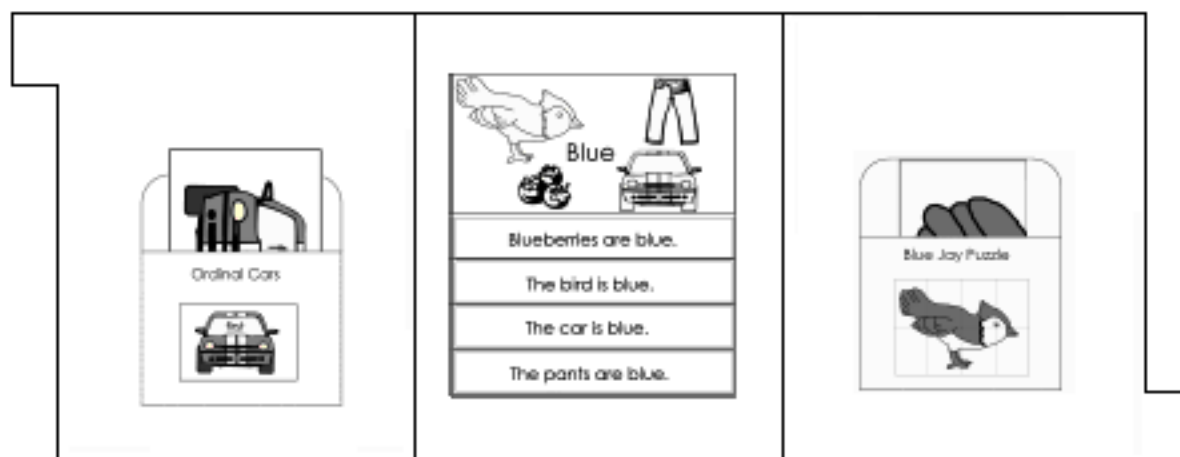 Ordinal Cars
first
Blue
Blueberries are blue.
The bird is blue.
The car is blue.
The pants are blue.
Blue Jay Puzzle